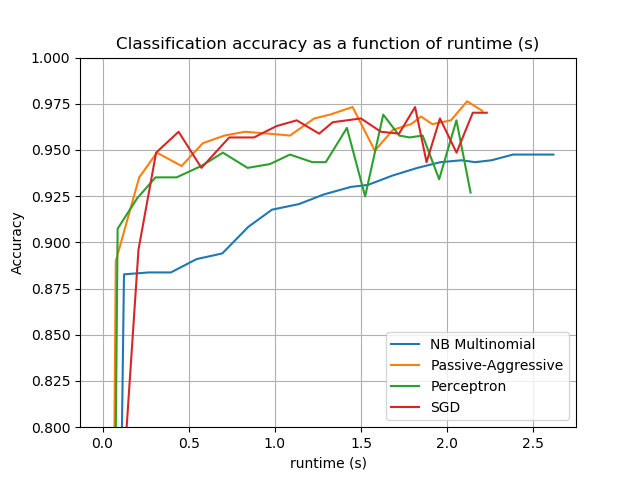 Classification accuracy as a function of runtime (s)
1.000
0.975
0.950
0.925
0.900
0.875
0.850
0.825
0.800
Accuracy
NB Multinomial
Passive-Aggressive
Perceptron
SGD
0.0 0.5 1.0 1.5 2.0 2.5
runtime (s)